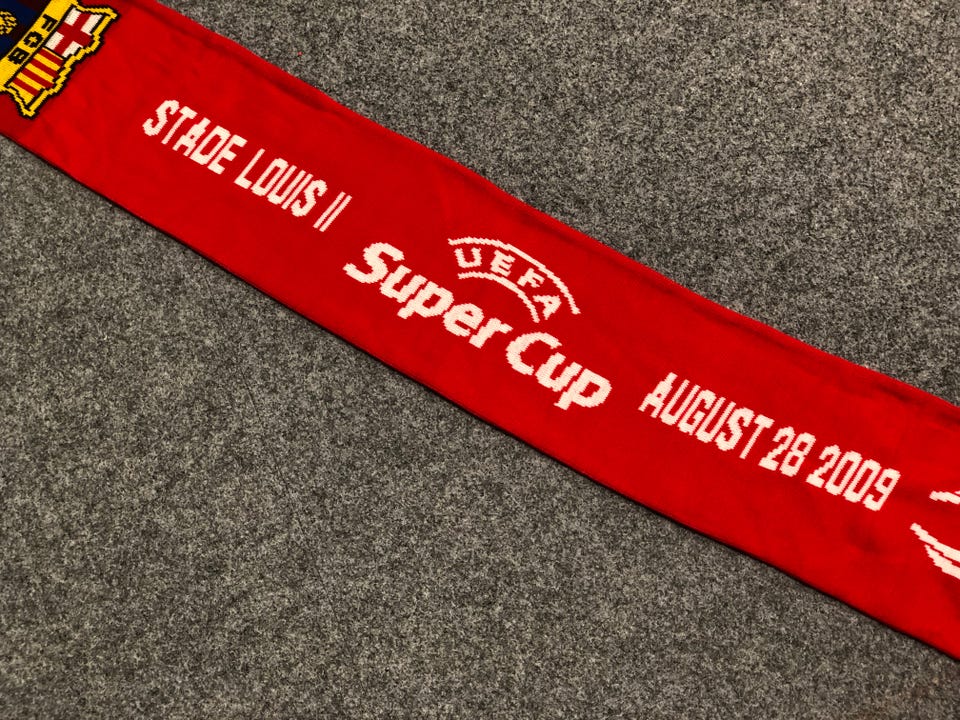 FCB
STADE LOUIS II
UEFA
Super Cup
AUGUST 28 2009